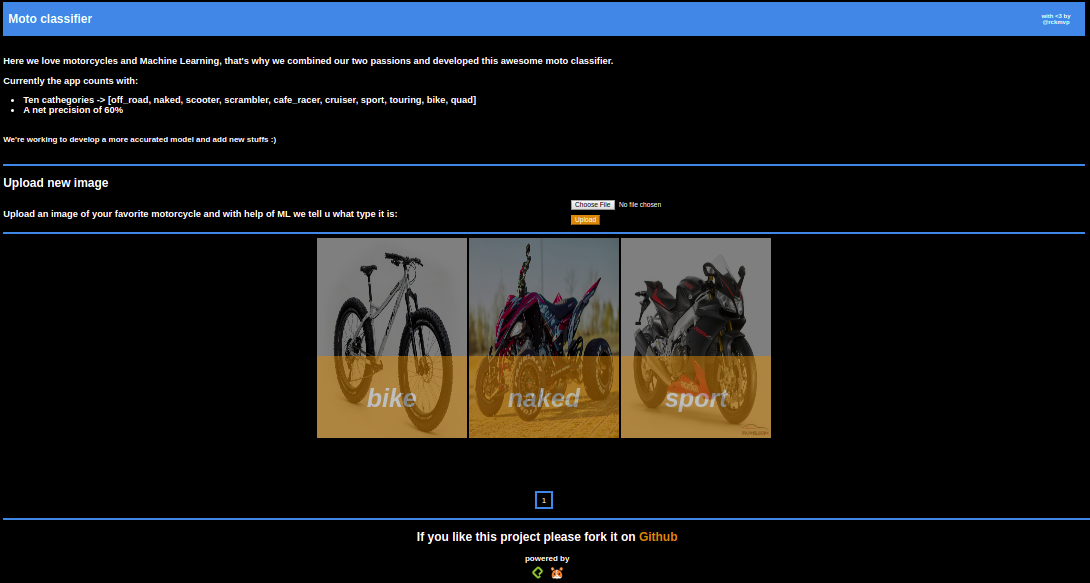 Moto classifier
with <3 by
@rckmvp
Here we love motorcycles and Machine Learning, that's why we combined our two passions and developed this awesome moto classifier.
Currently the app counts with:
Ten cathegories -> [off_road, naked, scooter, scrambler, cafe_racer, cruiser, sport, touring, bike, quad]
A net precision of 60%
We're working to develop a more accurated model and add new stuffs :)
Upload new image
Upload an image of your favorite motorcycle and with help of ML we tell u what type it is:
Choose File No file chosen
Upload
bike
naked
sport
1
If you like this project please fork it on Github
powered by